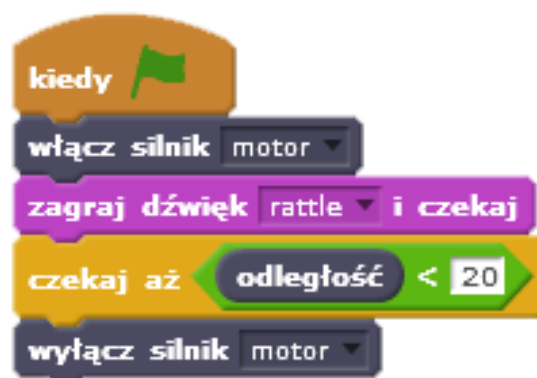 kiedy
włącz silnik motor
zagraj dźwięk rattle i czekaj
czekaj aż odległość < 20
wyłącz silnik motor